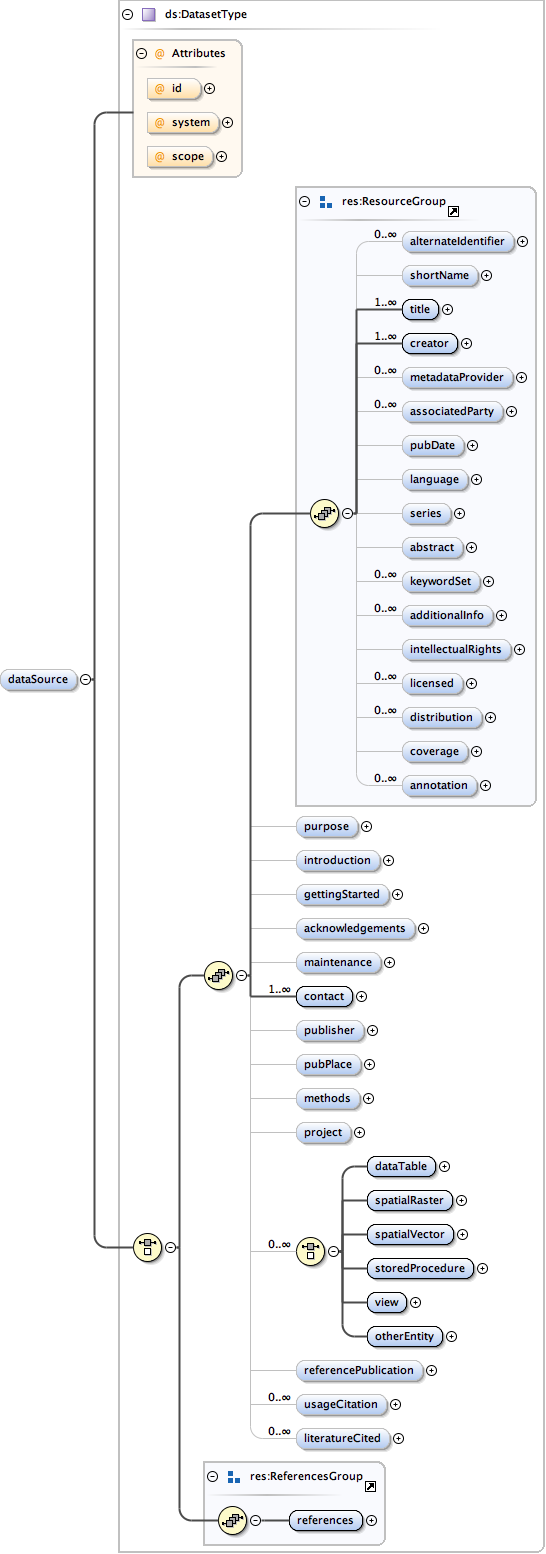 ds:DatasetType
@ Attributes
@ id
@ system
@ scope
res:ResourceGroup
0..∞ alternateIdentifier
shortName
1..∞ title
1..∞ creator
0..∞ metadataProvider
0..∞ associatedParty
pubDate
language
series
abstract
0..∞ keywordSet
0..∞ additionalInfo
intellectualRights
0..∞ licensed
0..∞ distribution
coverage
0..∞ annotation
dataSource
purpose
introduction
gettingStarted
acknowledgements
maintenance
1..∞ contact
publisher
pubPlace
methods
project
0..∞
dataTable
spatialRaster
spatialVector
storedProcedure
view
otherEntity
referencePublication
0..∞ usageCitation
0..∞ literatureCited
res:ReferencesGroup
references